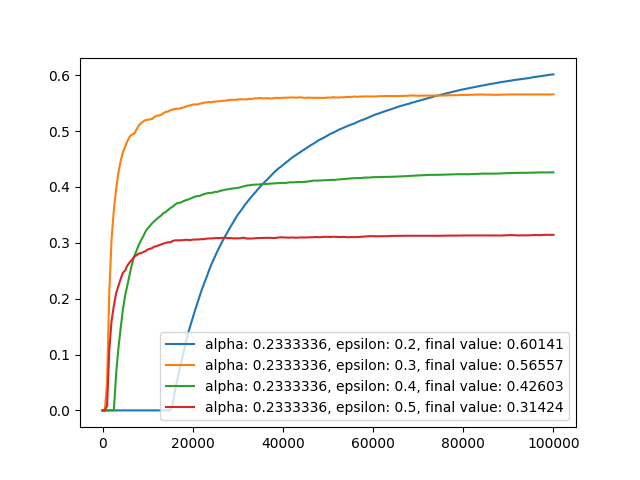 0.6
0.5
0.4
0.3
0.2
0.1
0.0
alpha: 0.2333336, epsilon: 0.2, final value: 0.60141
alpha: 0.2333336, epsilon: 0.3, final value: 0.56557
alpha: 0.2333336, epsilon: 0.4, final value: 0.42603
alpha: 0.2333336, epsilon: 0.5, final value: 0.31424
0 20000 40000 60000 80000 100000